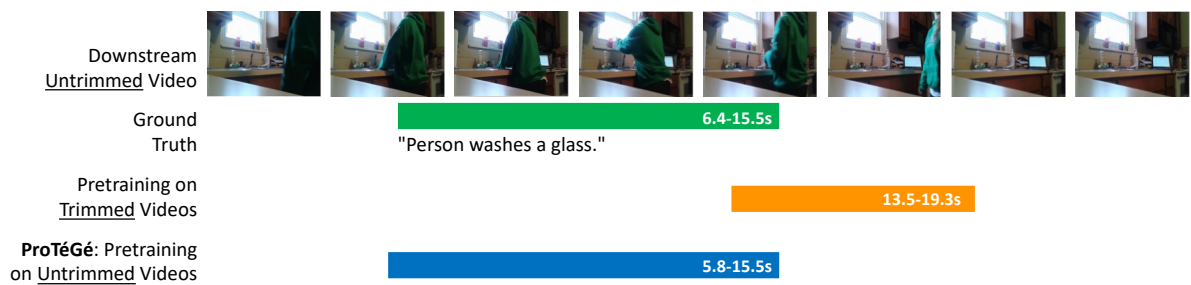 Downstream
Untrimmed Video
Ground
Truth
6.4-15.5s
"Person washes a glass."
Pretraining on
Trimmed Videos
13.5-19.3s
ProTéGé: Pretraining
on Untrimmed Videos
5.8-15.5s